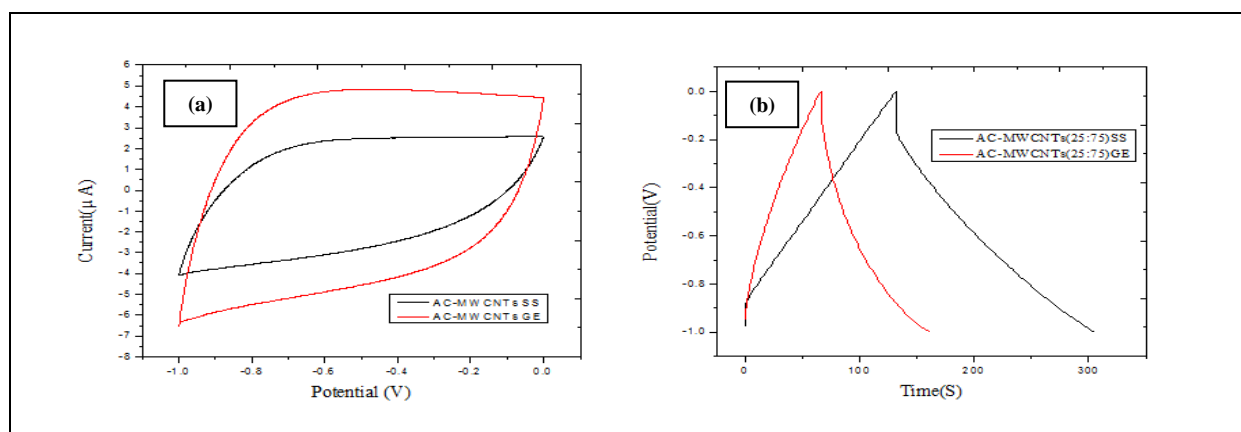 (a)
Current(μ A)
6
5
4
3
2
1
0
-1
-2
-3
-4
-5
-6
-7
-8
AC-MWCNTs SS
AC-MWCNTs GE
-1.0 -0.8 -0.6 -0.4 -0.2 0.0
Potential (V)
(b)
Potential(V)
0.0
-0.2
-0.4
-0.6
-0.8
-1.0
AC-MWCNTs(25:75)SS
AC-MWCNTs(25:75)GE
0 100 200 300
Time(S)